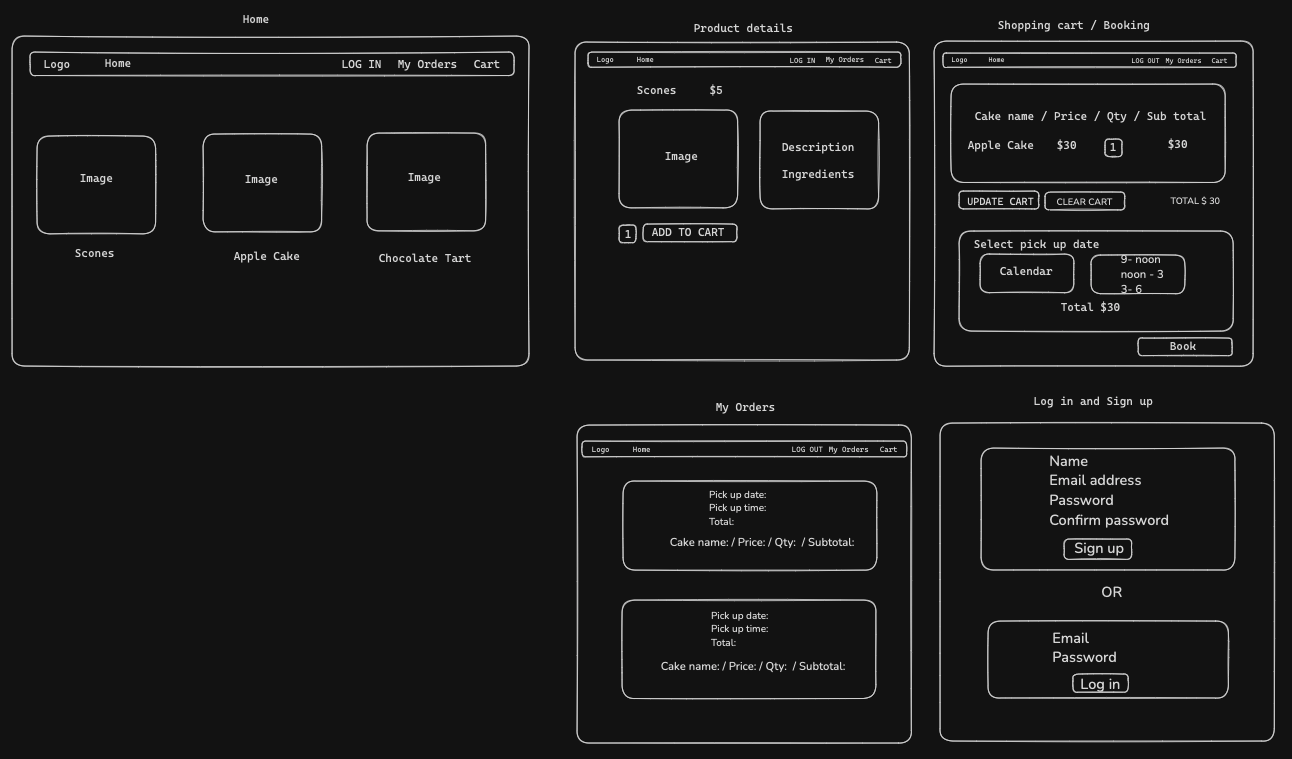 Home
Logo Home LOG IN My Orders Cart
Image Image Image
Scones Apple Cake Chocolate Tart
Product details
Logo Home LOG IN My Orders Cart
Scones $5
Image
Description
Ingredients
1 ADD TO CART
Shopping cart / Booking
Logo Home LOG OUT My Orders Cart
Cake name / Price / Qty / Sub total
Apple Cake $30 1 $30
UPDATE CART CLEAR CART TOTAL $ 30
Select pick up date
Calendar
9- noon
noon - 3
3- 6
Total $30
Book
My Orders
Logo Home LOG OUT My Orders Cart
Pick up date:
Pick up time:
Total:
Cake name: / Price: / Qty: / Subtotal:
Pick up date:
Pick up time:
Total:
Cake name: / Price: / Qty: / Subtotal:
Log in and Sign up
Name
Email address
Password
Confirm password
Sign up
OR
Email
Password
Log in